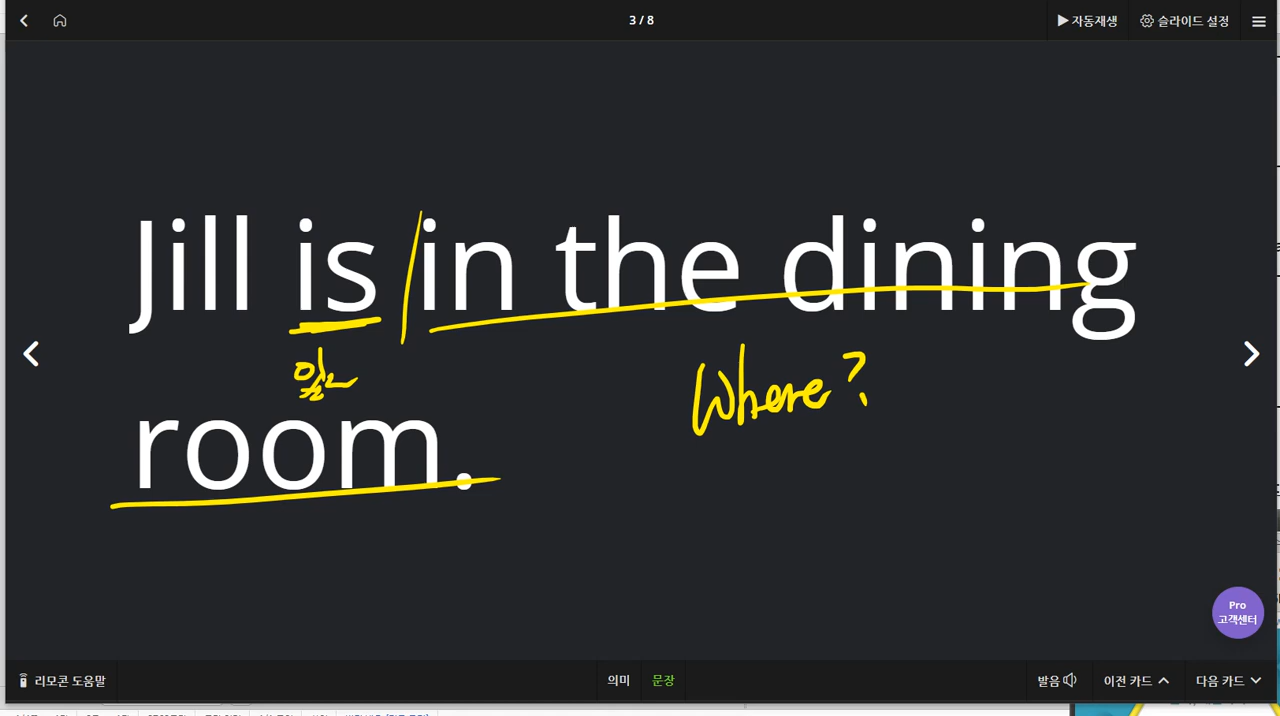 3 / 8
자동재생
슬라이드 설정
Jill is / in the dining
있는
Where?
room.
Pro
고객센터
리모콘 도움말
의미
문장
발음
이전 카드
다음 카드